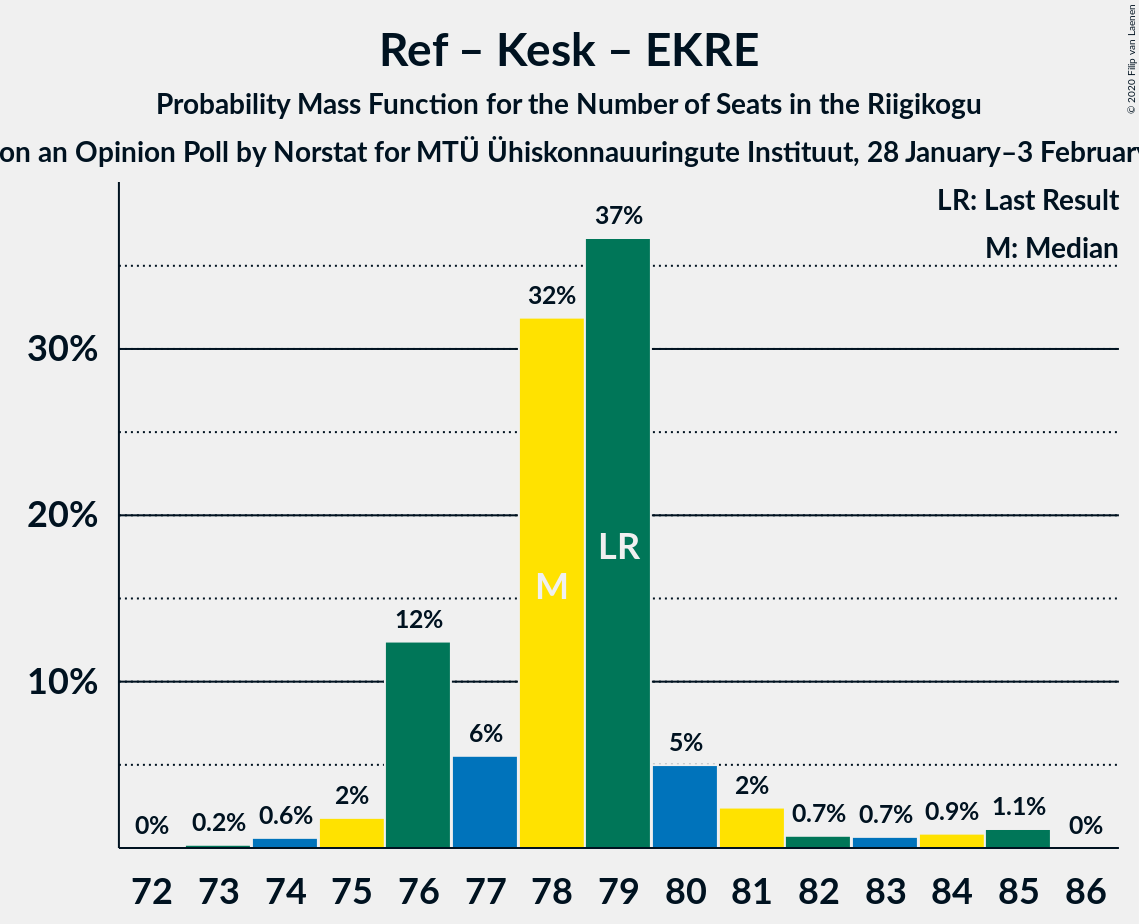 Ref – Kesk – EKRE
Probability Mass Function for the Number of Seats in the Riigikogu
on an Opinion Poll by Norstat for MTÜ Ühiskonnauuringute Instituut, 28 January–3 February
© 2020 Filip van Laenen
LR: Last Result
M: Median
37%
32%
30%
LR
20%
M
12%
10%
6%
5%
2%
2%
0%
0.2%
0.6%
0.7%
0.7%
0.9%
1.1%
0%
72 73 74 75 76 77 78 79 80 81 82 83 84 85 86